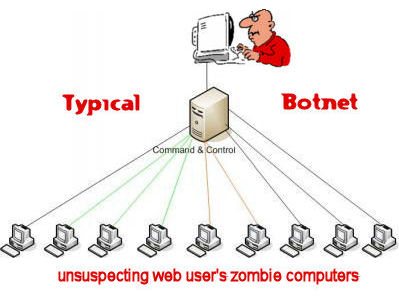 Typical Botnet
Command & Control
unsuspecting web user's zombie computers